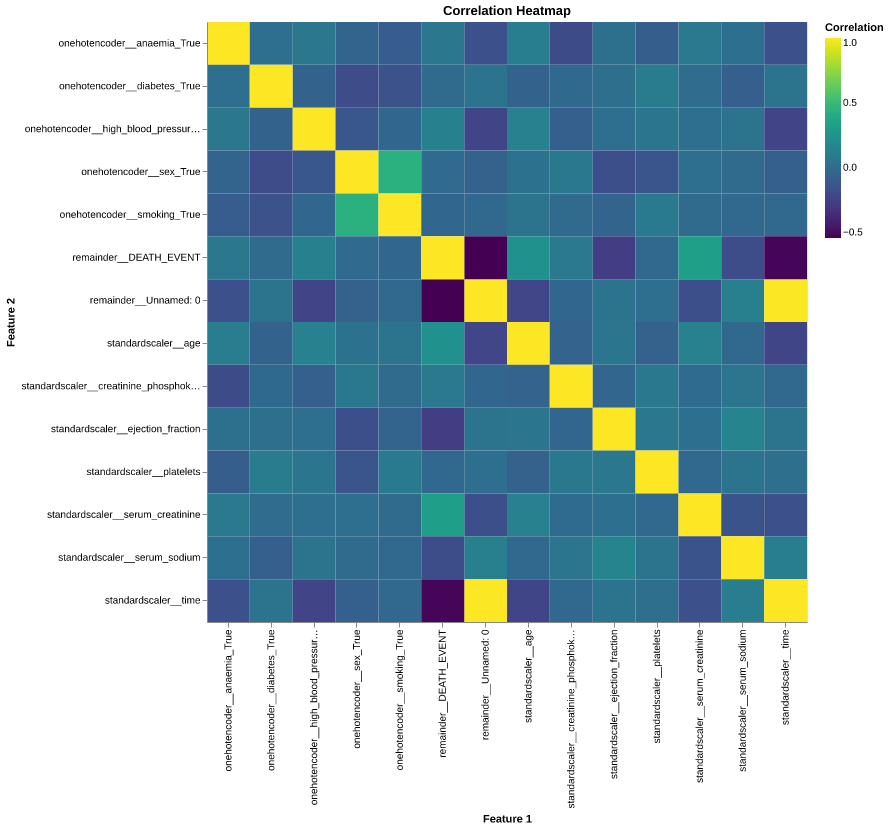 Correlation Heatmap
Correlation
1.0
0.5
0.0
−0.5
Feature 2
onehotencoder__anaemia_True
onehotencoder__diabetes_True
onehotencoder__high_blood_pressur…
onehotencoder__sex_True
onehotencoder__smoking_True
remainder__DEATH_EVENT
remainder__Unnamed: 0
standardscaler__age
standardscaler__creatinine_phosphok…
standardscaler__ejection_fraction
standardscaler__platelets
standardscaler__serum_creatinine
standardscaler__serum_sodium
standardscaler__time
onehotencoder__anaemia_True
onehotencoder__diabetes_True
onehotencoder__high_blood_pressur…
onehotencoder__sex_True
onehotencoder__smoking_True
remainder__DEATH_EVENT
remainder__Unnamed: 0
standardscaler__age
standardscaler__creatinine_phosphok…
standardscaler__ejection_fraction
standardscaler__platelets
standardscaler__serum_creatinine
standardscaler__serum_sodium
standardscaler__time
Feature 1